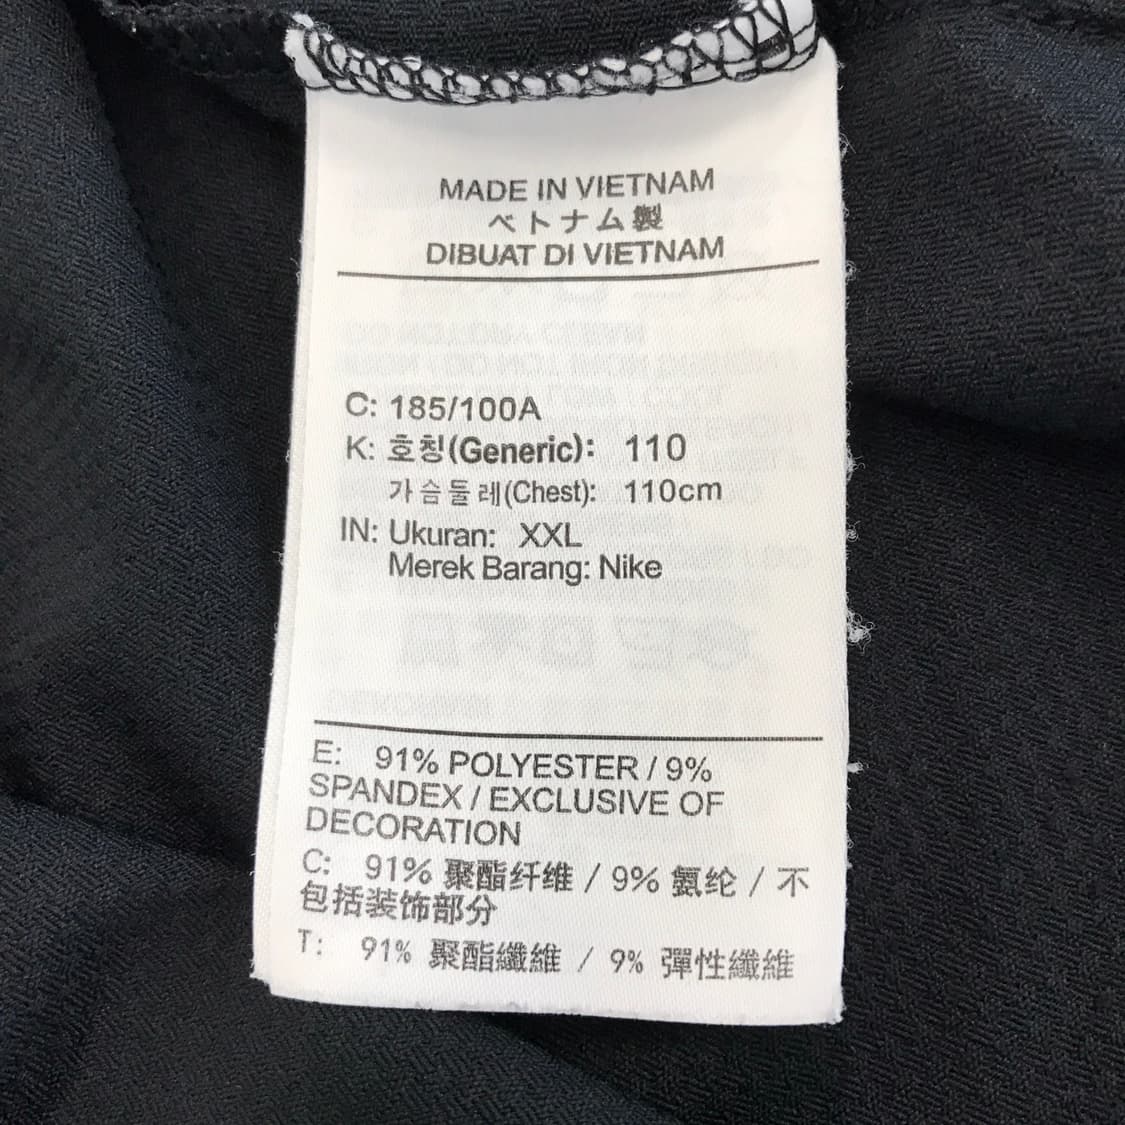 MADE IN VIETNAM
ベトナム製
DIBUAT DI VIETNAM
C: 185/100A
K: 호칭(Generic): 110
가슴둘레(Chest): 110cm
IN: Ukuran: XXL
Merek Barang: Nike
E: 91% POLYESTER / 9%
SPANDEX / EXCLUSIVE OF
DECORATION
C: 91% 聚酯纤维 / 9% 氨纶 / 不
包括装饰部分
T: 91% 聚酯纖維 / 9% 彈性纖維